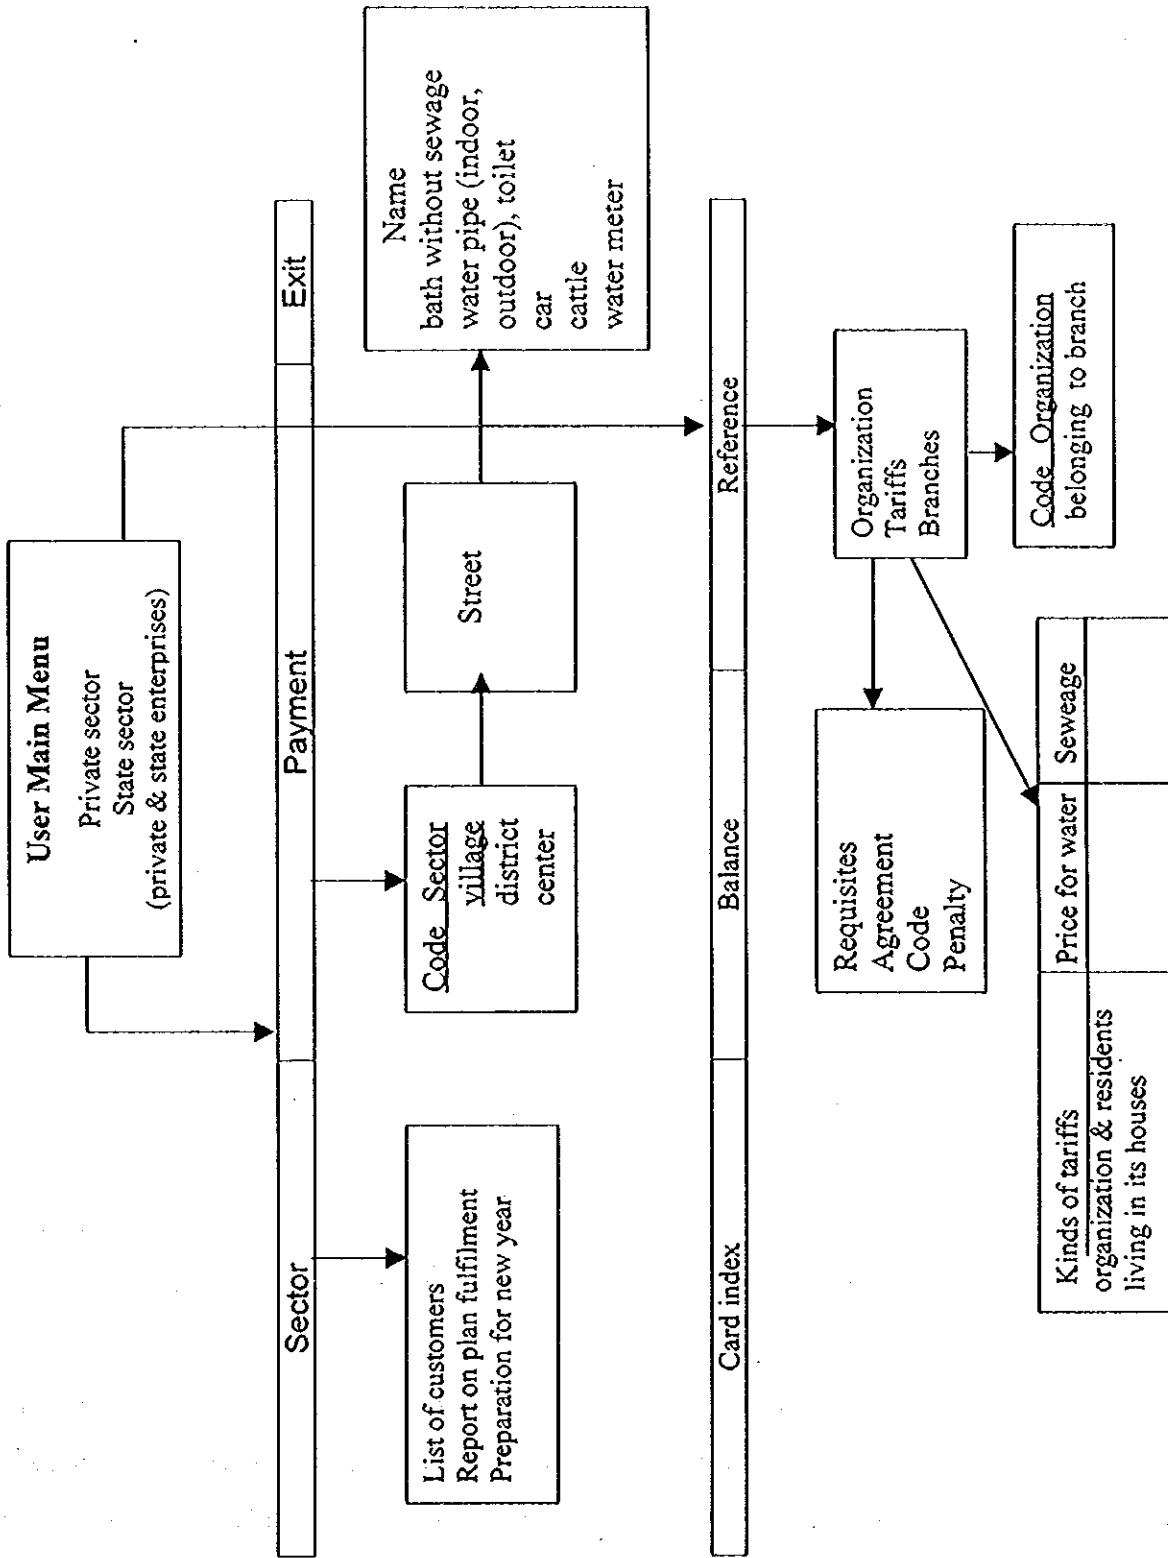 User Main Menu
Private sector
State sector
(private & state enterprises)
Sector Payment Exit
List of customers
Report on plan fulfilment
Preparation for new year
Code Sector
village
district
center
Street
Name
bath without sewage
water pipe (indoor,
outdoor), toilet
car
cattle
water meter
Card index Balance Reference
Requisites
Agreement
Code
Penalty
Organization
Tariffs
Branches
Kinds of tariffs Price for water Seweage
organization & residents
living in its houses
Code Organization
belonging to branch